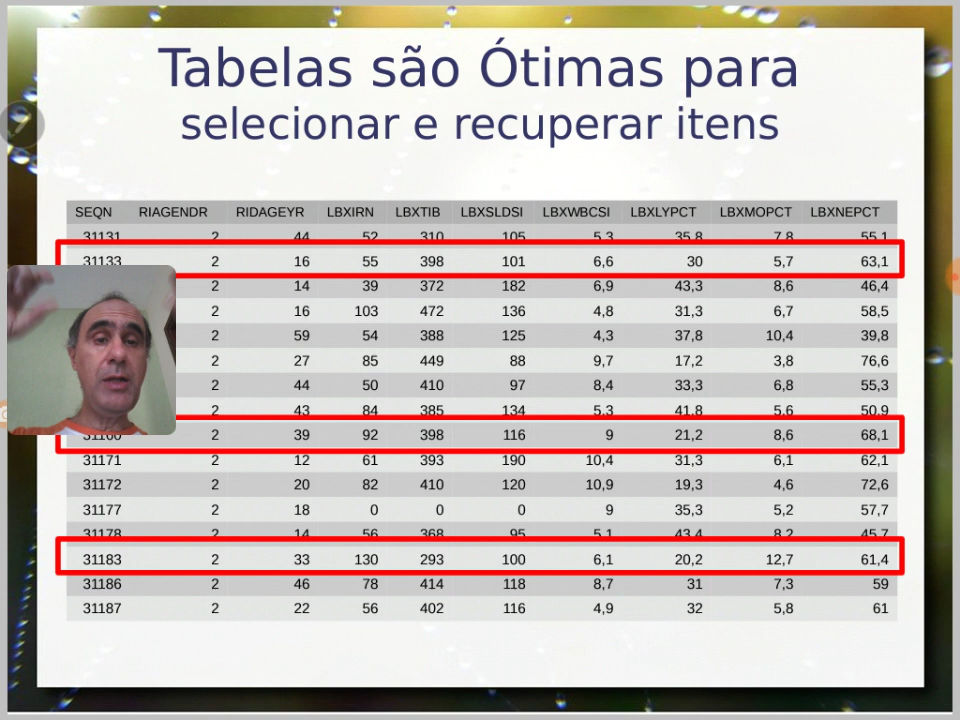 Tabelas são Ótimas para
selecionar e recuperar itens
SEQN RIAGENDR RIDAGEYR LBXIRN LBXTIB LBXSLDSI LBXWBCSI LBXLYPCT LBXMOPCT LBXNEPCT
31131 2 44 52 310 105 5,3 35,8 7,8 55,1
31133 2 16 55 398 101 6,6 30 5,7 63,1
2 14 39 372 182 6,9 43,3 8,6 46,4
2 16 103 472 136 4,8 31,3 6,7 58,5
2 59 54 388 125 4,3 37,8 10,4 39,8
2 27 85 449 88 9,7 17,2 3,8 76,6
2 44 50 410 97 8,4 33,3 6,8 55,3
2 43 84 385 134 5,3 41,8 5,6 50,9
31160 2 39 92 398 116 9 21,2 8,6 68,1
31171 2 12 61 393 190 10,4 31,3 6,1 62,1
31172 2 20 82 410 120 10,9 19,3 4,6 72,6
31177 2 18 0 0 0 9 35,3 5,2 57,7
31178 2 14 56 368 95 5,1 43,4 8,2 45,7
31183 2 33 130 293 100 6,1 20,2 12,7 61,4
31186 2 46 78 414 118 8,7 31 7,3 59
31187 2 22 56 402 116 4,9 32 5,8 61